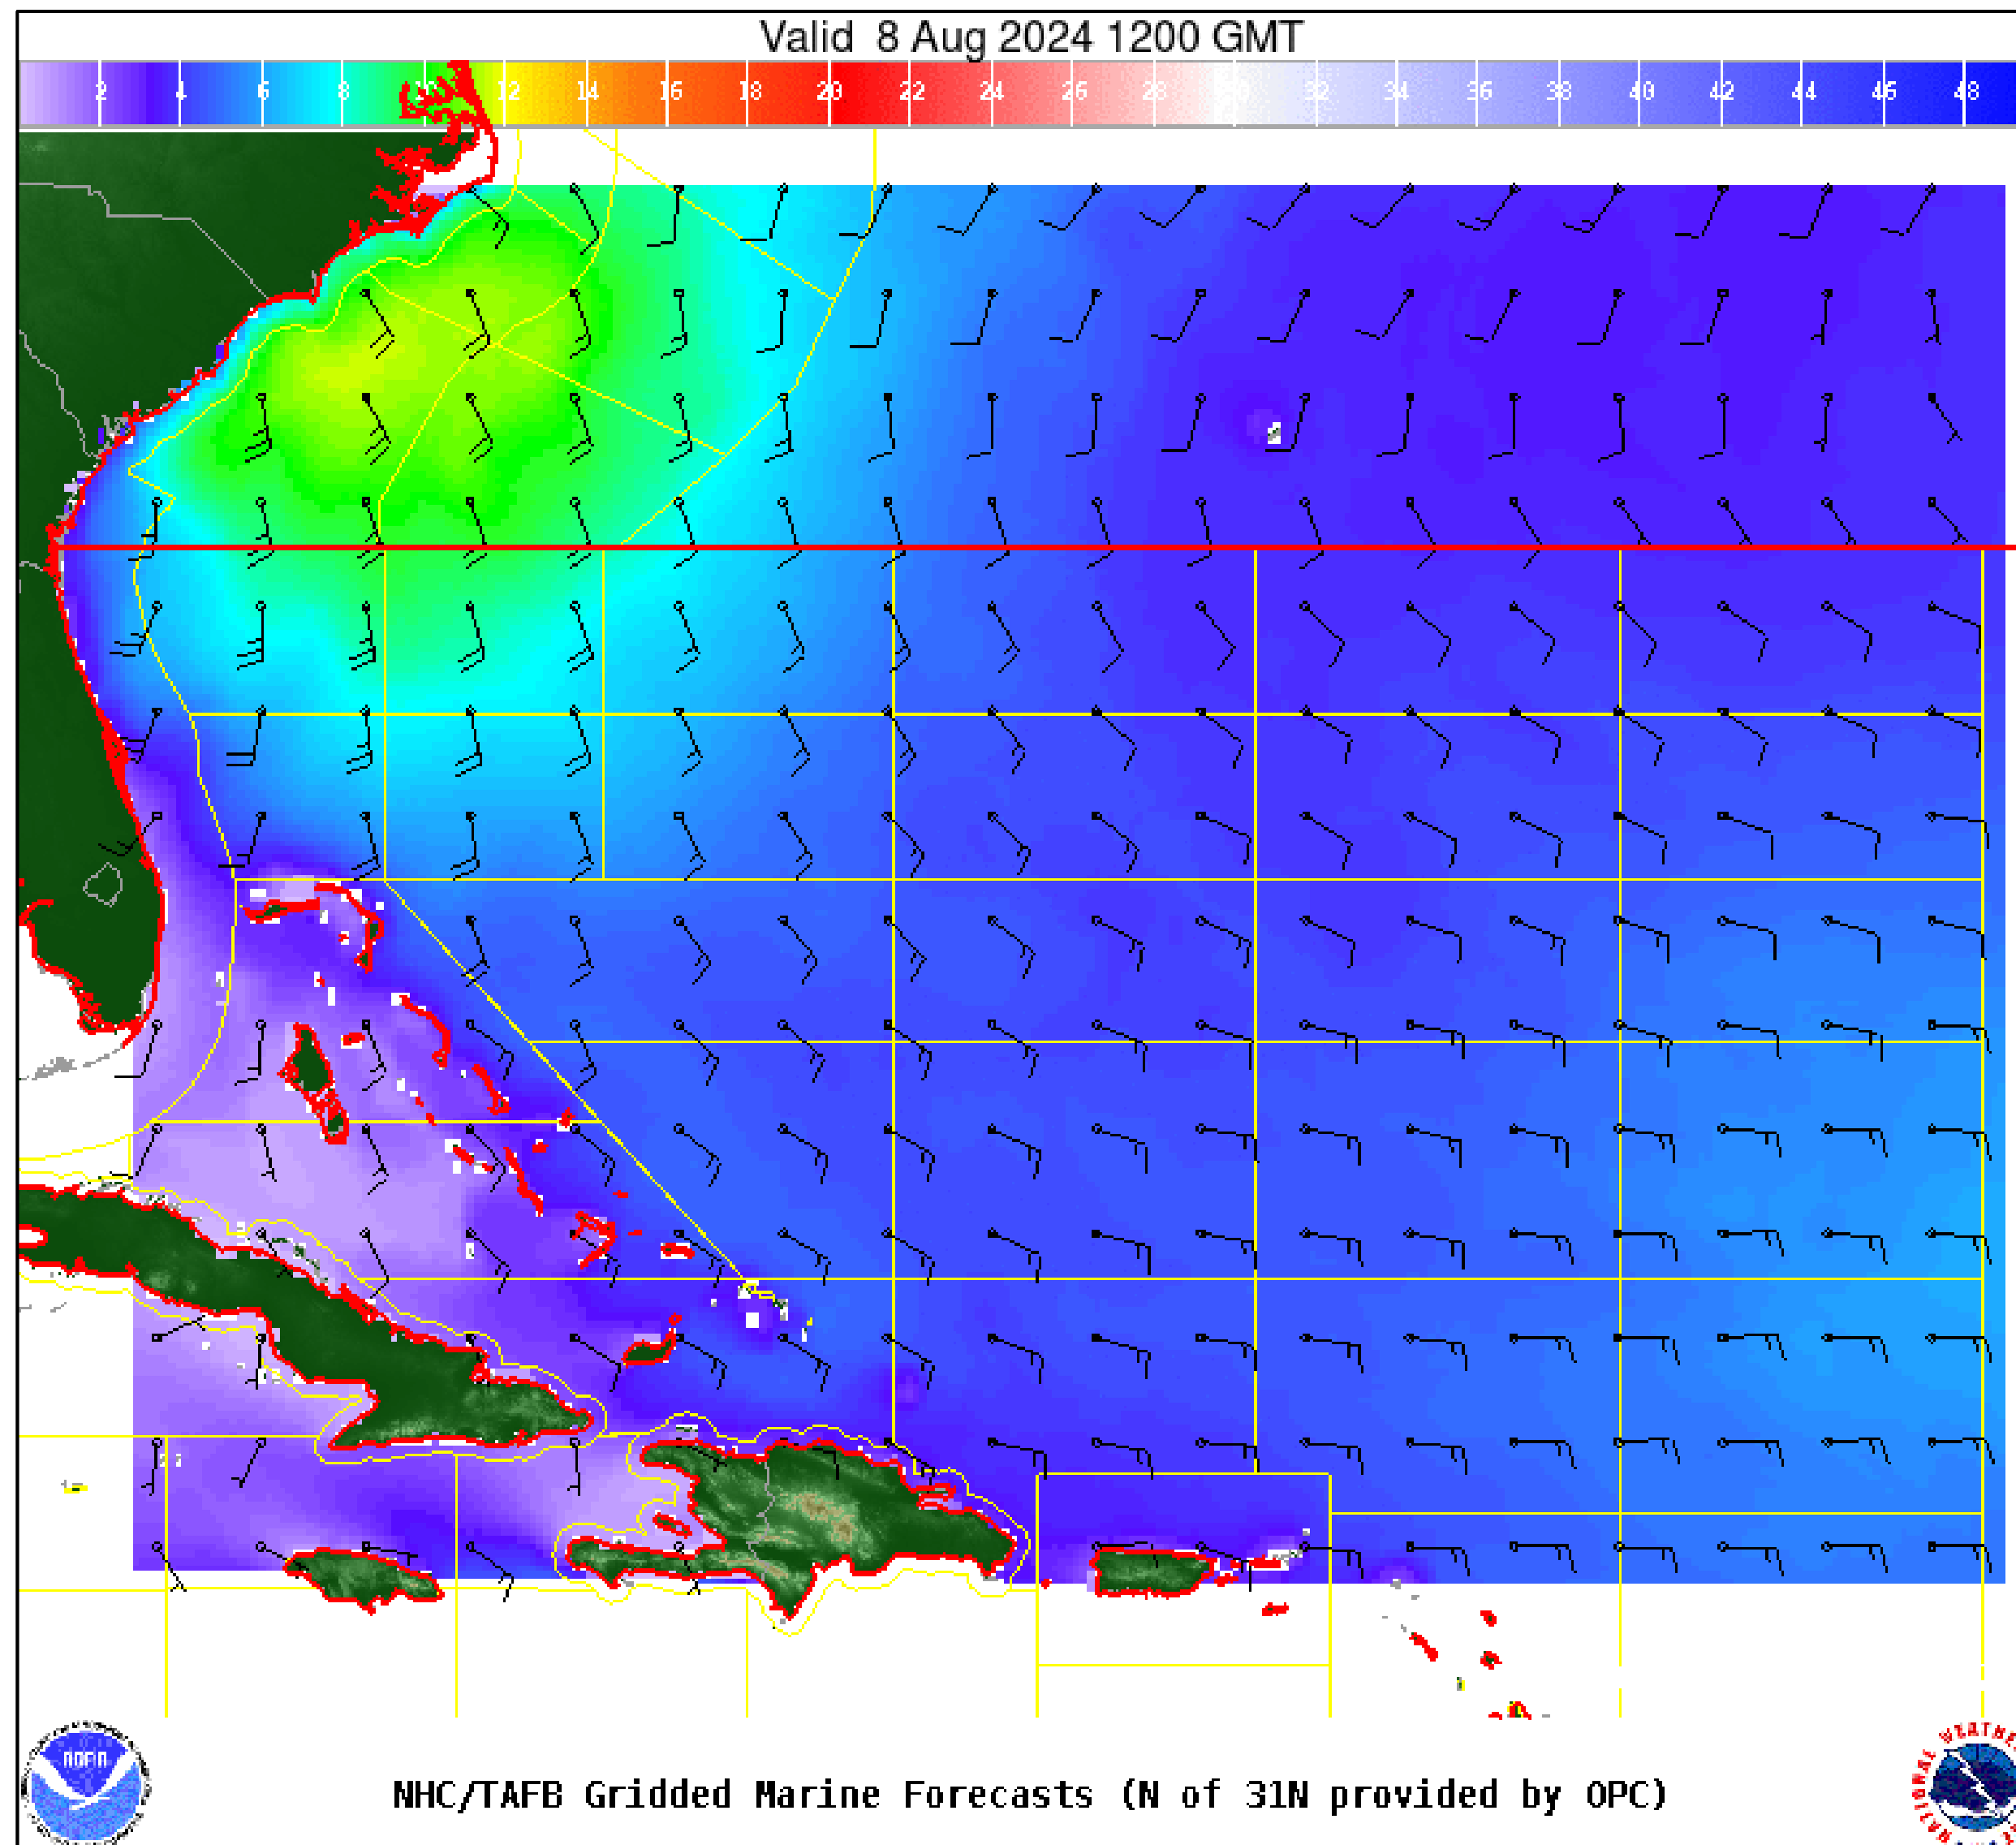 Valid 8 Aug 2024 1200 GMT
2 4 6 8 10 12 14 16 18 20 22 24 26 28 30 32 34 36 38 40 42 44 46 48
noaa
NATIONAL WEATHER
NHC/TAFB Gridded Marine Forecasts (N of 31N provided by OPC)